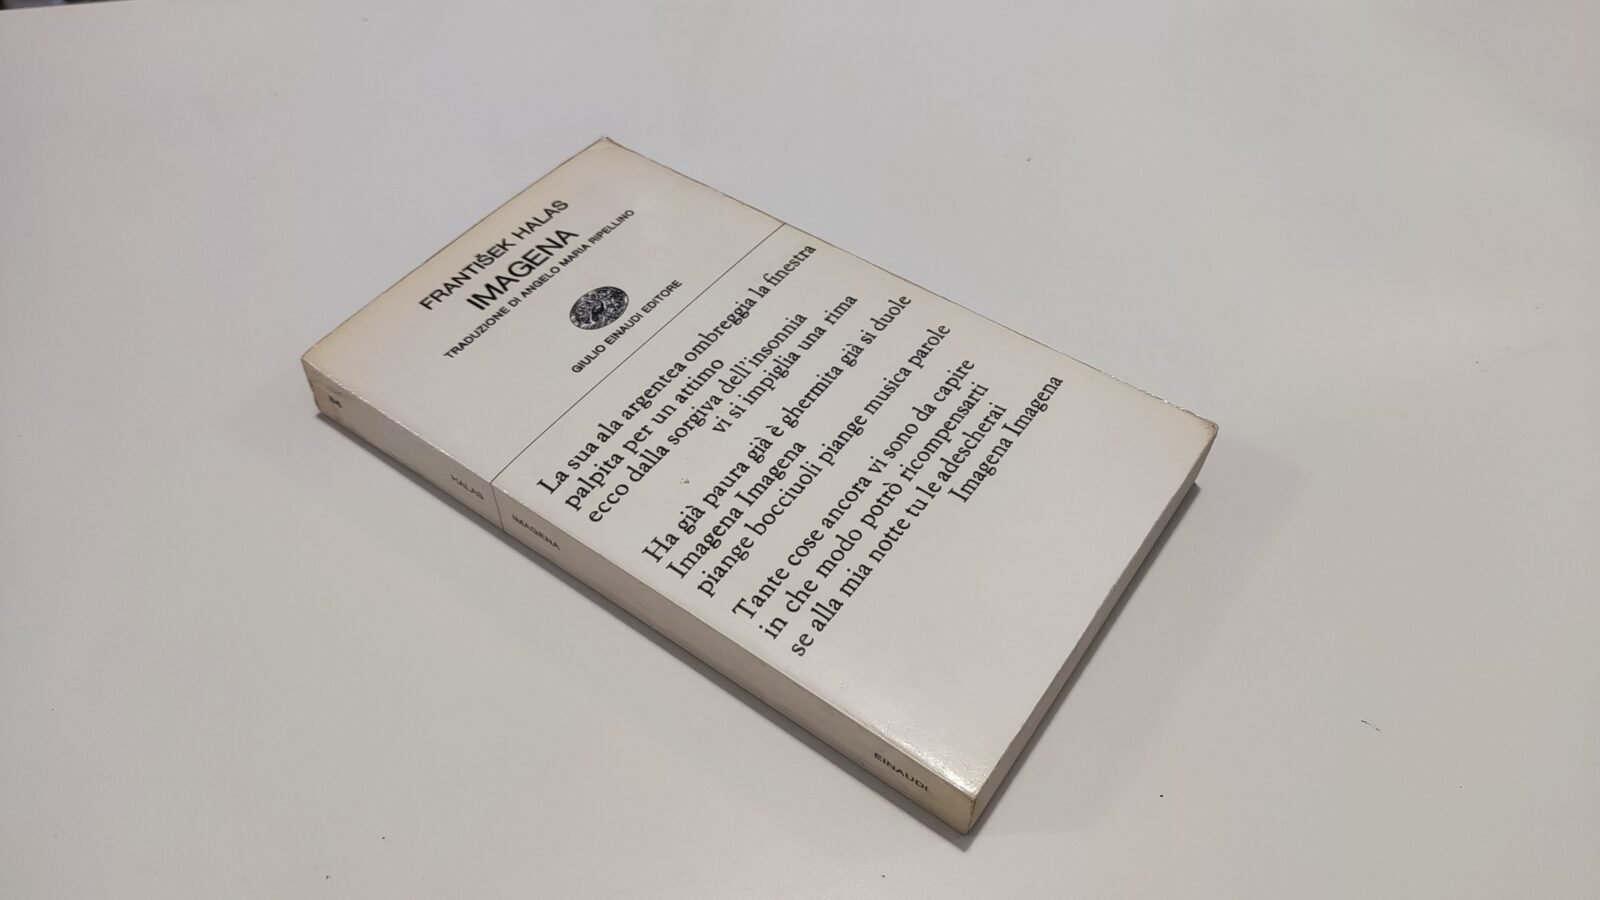 FRANTIŠEK HALAS
IMAGENA
TRADUZIONE DI ANGELO MARIA RIPELLINO
GIULIO EINAUDI EDITORE
La sua ala argentea ombreggia la finestra
palpita per un attimo
ecco dalla sorgiva dell'insonnia
vi si impiglia una rima
Ha già paura già è ghermita già si duole
Imagena Imagena
piange bocciuoli piange musica parole
Tante cose ancora vi sono da capire
in che modo potrò ricompensarti
se alla mia notte tu le adescherai
Imagena Imagena
HALAS
IMAGENA
EINAUDI